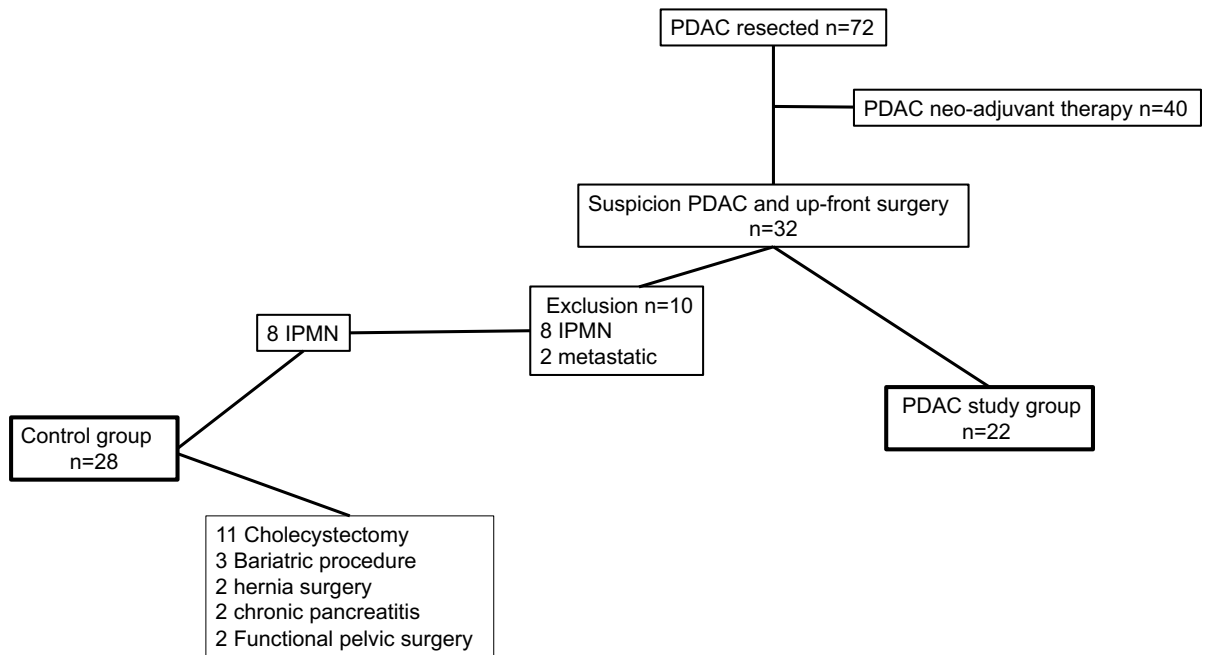 PDAC resected n=72
PDAC neo-adjuvant therapy n=40
Suspicion PDAC and up-front surgery
n=32
Exclusion n=10
8 IPMN
2 metastatic
8 IPMN
PDAC study group
n=22
Control group
n=28
11 Cholecystectomy
3 Bariatric procedure
2 hernia surgery
2 chronic pancreatitis
2 Functional pelvic surgery